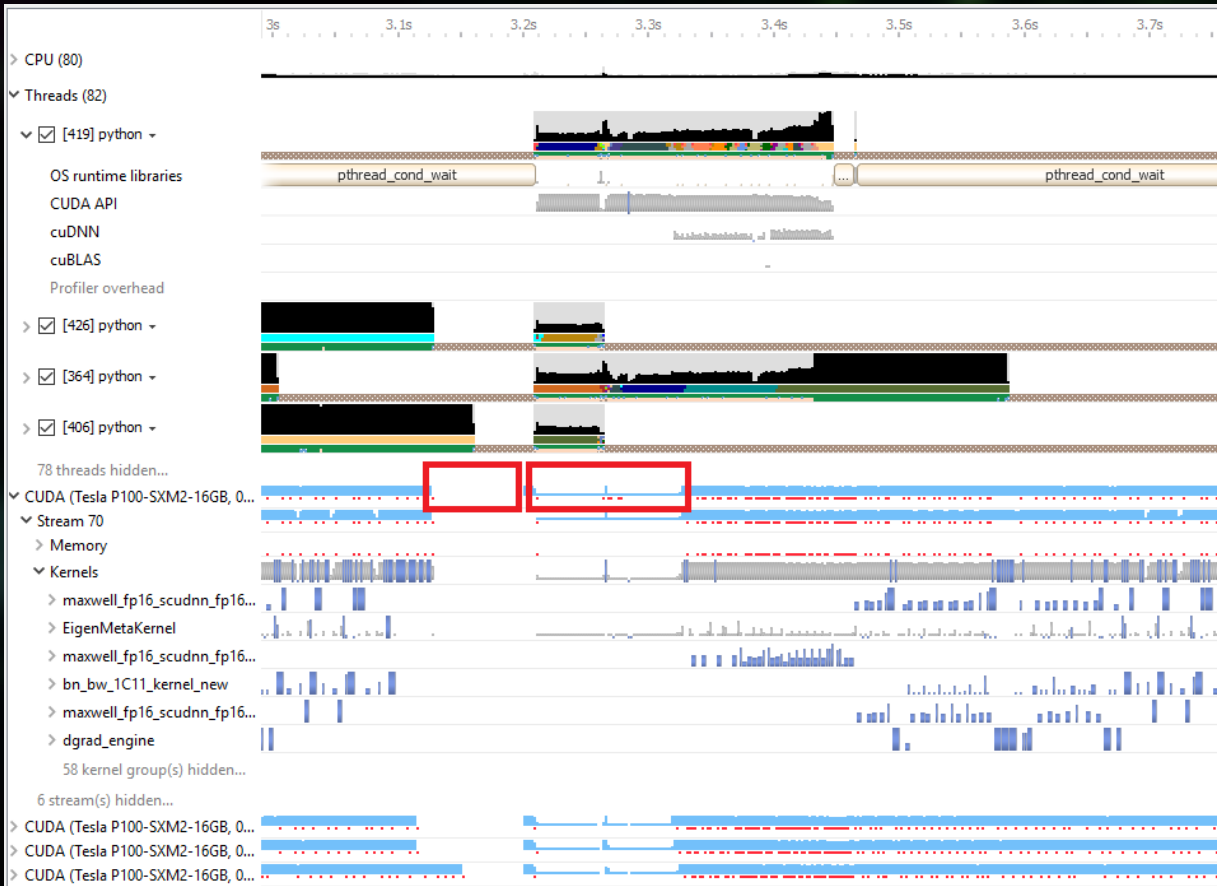 3s 3.1s 3.2s 3.3s 3.4s 3.5s 3.6s 3.7s
CPU (80)
Threads (82)
[419] python
OS runtime libraries pthread_cond_wait ... pthread_cond_wait
CUDA API
cuDNN
cuBLAS
Profiler overhead
[426] python
[364] python
[406] python
78 threads hidden...
CUDA (Tesla P100-SXM2-16GB, 0...
Stream 70
Memory
Kernels
maxwell_fp16_scudnn_fp16...
EigenMetaKernel
maxwell_fp16_scudnn_fp16...
bn_bw_1C11_kernel_new
maxwell_fp16_scudnn_fp16...
dgrad_engine
58 kernel group(s) hidden...
6 stream(s) hidden...
CUDA (Tesla P100-SXM2-16GB, 0...
CUDA (Tesla P100-SXM2-16GB, 0...
CUDA (Tesla P100-SXM2-16GB, 0...